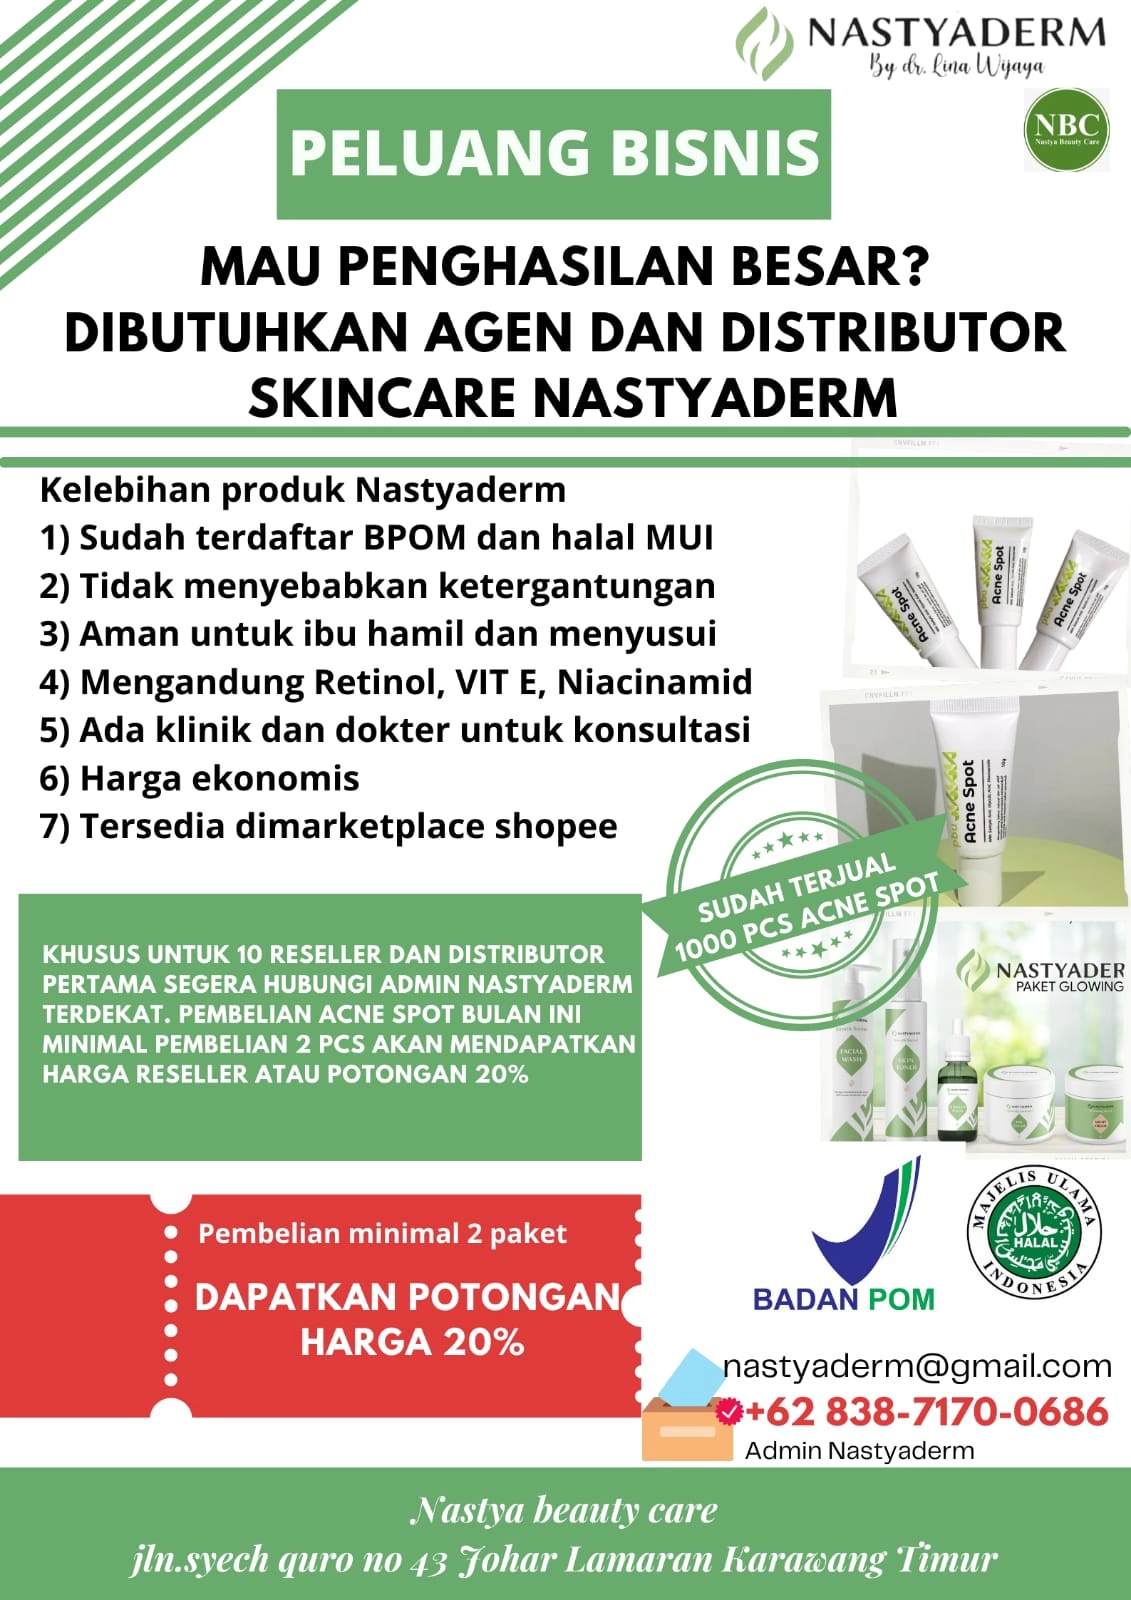 NASTYADERM
By dr. Lina Wijaya
NBC
Nastya Beauty Care
PELUANG BISNIS
MAU PENGHASILAN BESAR?
DIBUTUHKAN AGEN DAN DISTRIBUTOR
SKINCARE NASTYADERM
Kelebihan produk Nastyaderm
1) Sudah terdaftar BPOM dan halal MUI
2) Tidak menyebabkan ketergantungan
3) Aman untuk ibu hamil dan menyusui
4) Mengandung Retinol, VIT E, Niacinamid
5) Ada klinik dan dokter untuk konsultasi
6) Harga ekonomis
7) Tersedia dimarketplace shopee
Acne Spot
Acne Spot
Acne Spot
Acne Spot
10g
SUDAH TERJUAL
1000 PCS ACNE SPOT
KHUSUS UNTUK 10 RESELLER DAN DISTRIBUTOR
PERTAMA SEGERA HUBUNGI ADMIN NASTYADERM
TERDEKAT. PEMBELIAN ACNE SPOT BULAN INI
MINIMAL PEMBELIAN 2 PCS AKAN MENDAPATKAN
HARGA RESELLER ATAU POTONGAN 20%
NASTYADER
PAKET GLOWING
FACIAL
WASH
SKIN
TONER
Pembelian minimal 2 paket
DAPATKAN POTONGAN
HARGA 20%
BADAN POM
MAJELIS ULAMA
حلال
HALAL
INDONESIA
nastyaderm@gmail.com
+62 838-7170-0686
Admin Nastyaderm
Nastya beauty care
jln.syech quro no 43 Johar Lamaran Karawang Timur